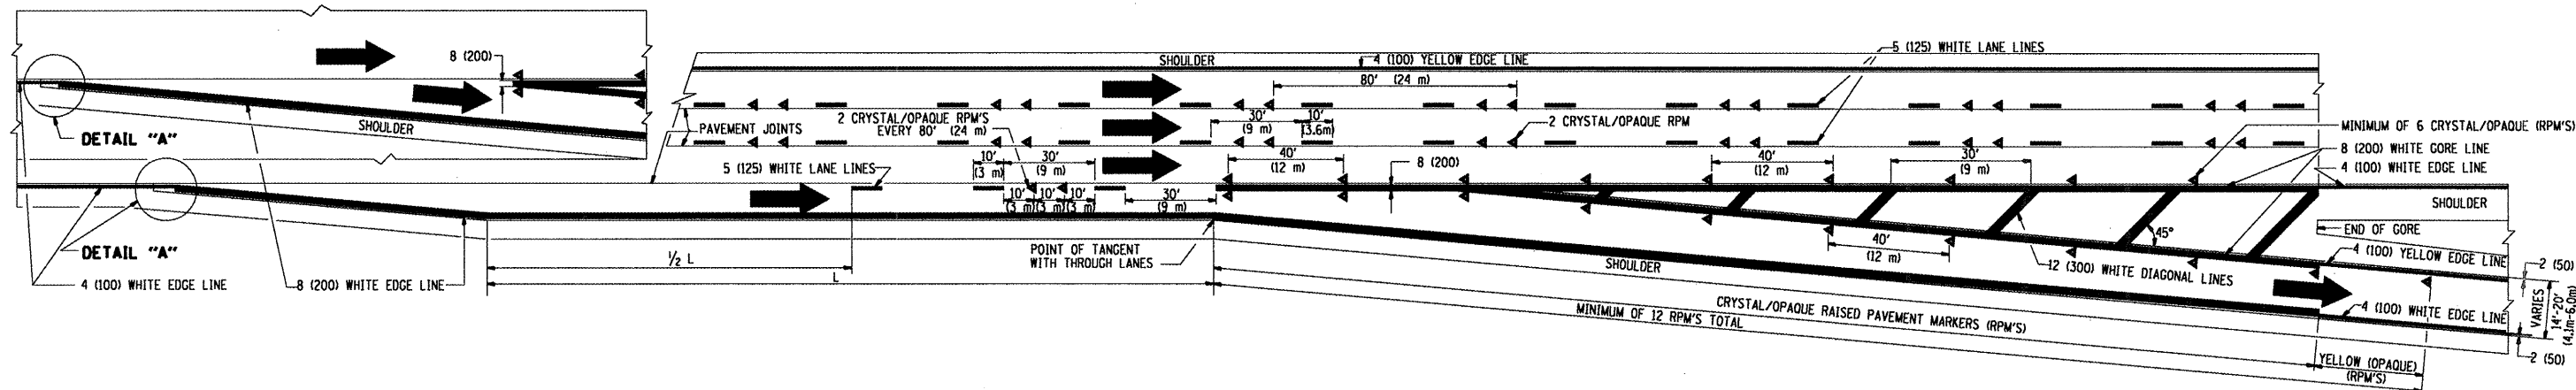 8 (200)
DETAIL "A"
SHOULDER
SHOULDER
4 (100) YELLOW EDGE LINE
5 (125) WHITE LANE LINES
80' (24 m)
PAVEMENT JOINTS
2 CRYSTAL/OPAQUE RPM'S
EVERY 80' (24 m)
30'
(9 m)
10'
(3.6m)
2 CRYSTAL/OPAQUE RPM
MINIMUM OF 6 CRYSTAL/OPAQUE (RPM'S)
8 (200) WHITE GORE LINE
4 (100) WHITE EDGE LINE
5 (125) WHITE LANE LINES
10'
(3 m)
30'
(9 m)
40'
(12 m)
8 (200)
40'
(12 m)
30'
(9 m)
10'
(3 m)
10'
(3 m)
10'
(3 m)
30'
(9 m)
SHOULDER
END OF GORE
45°
DETAIL "A"
4 (100) WHITE EDGE LINE
8 (200) WHITE EDGE LINE
1/2 L
L
POINT OF TANGENT
WITH THROUGH LANES
40'
(12 m)
SHOULDER
12 (300) WHITE DIAGONAL LINES
4 (100) YELLOW EDGE LINE
2 (50)
VARIES
14'-20'
(4.1m-6.0m)
4 (100) WHITE EDGE LINE
2 (50)
CRYSTAL/OPAQUE RAISED PAVEMENT MARKERS (RPM'S)
MINIMUM OF 12 RPM'S TOTAL
YELLOW (OPAQUE)
(RPM'S)